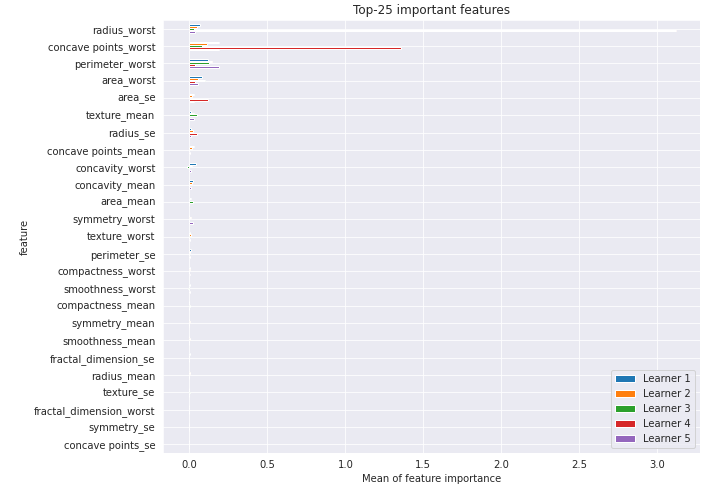 Top-25 important features
radius_worst
concave points_worst
perimeter_worst
area_worst
area_se
texture_mean
radius_se
concave points_mean
concavity_worst
concavity_mean
area_mean
symmetry_worst
texture_worst
perimeter_se
compactness_worst
smoothness_worst
compactness_mean
symmetry_mean
smoothness_mean
fractal_dimension_se
radius_mean
texture_se
fractal_dimension_worst
symmetry_se
concave points_se
feature
Learner 1
Learner 2
Learner 3
Learner 4
Learner 5
0.0 0.5 1.0 1.5 2.0 2.5 3.0
Mean of feature importance